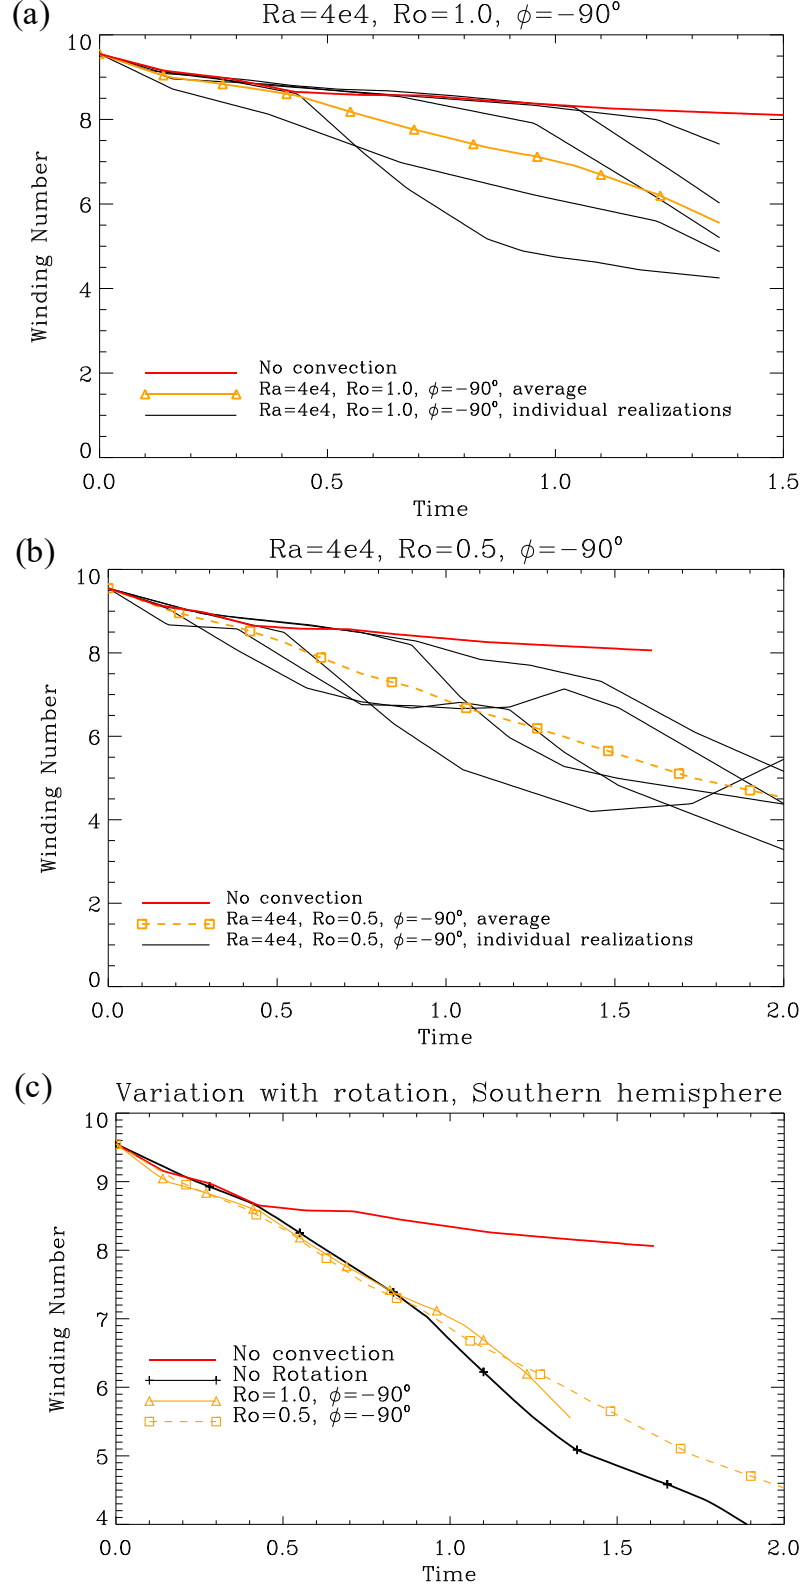 (a)
Ra=4e4, Ro=1.0, ϕ=−90°
10
8
6
4
2
0
Winding Number
No convection
Ra=4e4, Ro=1.0, ϕ=−90°, average
Ra=4e4, Ro=1.0, ϕ=−90°, individual realizations
0.0 0.5 1.0 1.5
Time
(b)
Ra=4e4, Ro=0.5, ϕ=−90°
10
8
6
4
2
0
Winding Number
No convection
Ra=4e4, Ro=0.5, ϕ=−90°, average
Ra=4e4, Ro=0.5, ϕ=−90°, individual realizations
0.0 0.5 1.0 1.5 2.0
Time
(c)
Variation with rotation, Southern hemisphere
10
9
8
7
6
5
4
Winding Number
No convection
No Rotation
Ro=1.0, ϕ=−90°
Ro=0.5, ϕ=−90°
0.0 0.5 1.0 1.5 2.0
Time